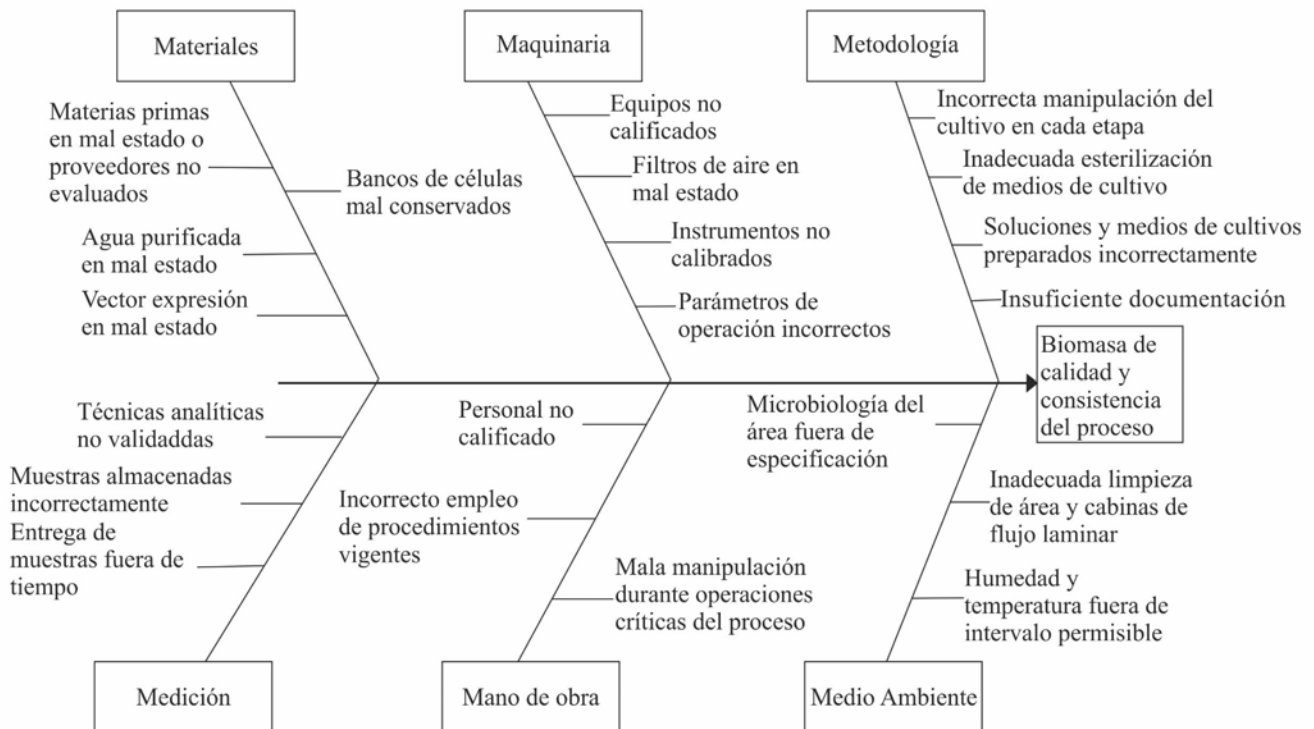 Materiales
Maquinaria
Metodología
Materias primas
en mal estado o
proveedores no
evaluados
Bancos de células
mal conservados
Agua purificada
en mal estado
Vector expresión
en mal estado
Equipos no
calificados
Filtros de aire en
mal estado
Instrumentos no
calibrados
Parámetros de
operación incorrectos
Incorrecta manipulación del
cultivo en cada etapa
Inadecuada esterilización
de medios de cultivo
Soluciones y medios de cultivos
preparados incorrectamente
Insuficiente documentación
Biomasa de
calidad y
consistencia
del proceso
Técnicas analíticas
no validaddas
Muestras almacenadas
incorrectamente
Entrega de
muestras fuera de
tiempo
Personal no
calificado
Incorrecto empleo
de procedimientos
vigentes
Mala manipulación
durante operaciones
críticas del proceso
Microbiología del
área fuera de
especificación
Inadecuada limpieza
de área y cabinas de
flujo laminar
Humedad y
temperatura fuera de
intervalo permisible
Medición
Mano de obra
Medio Ambiente